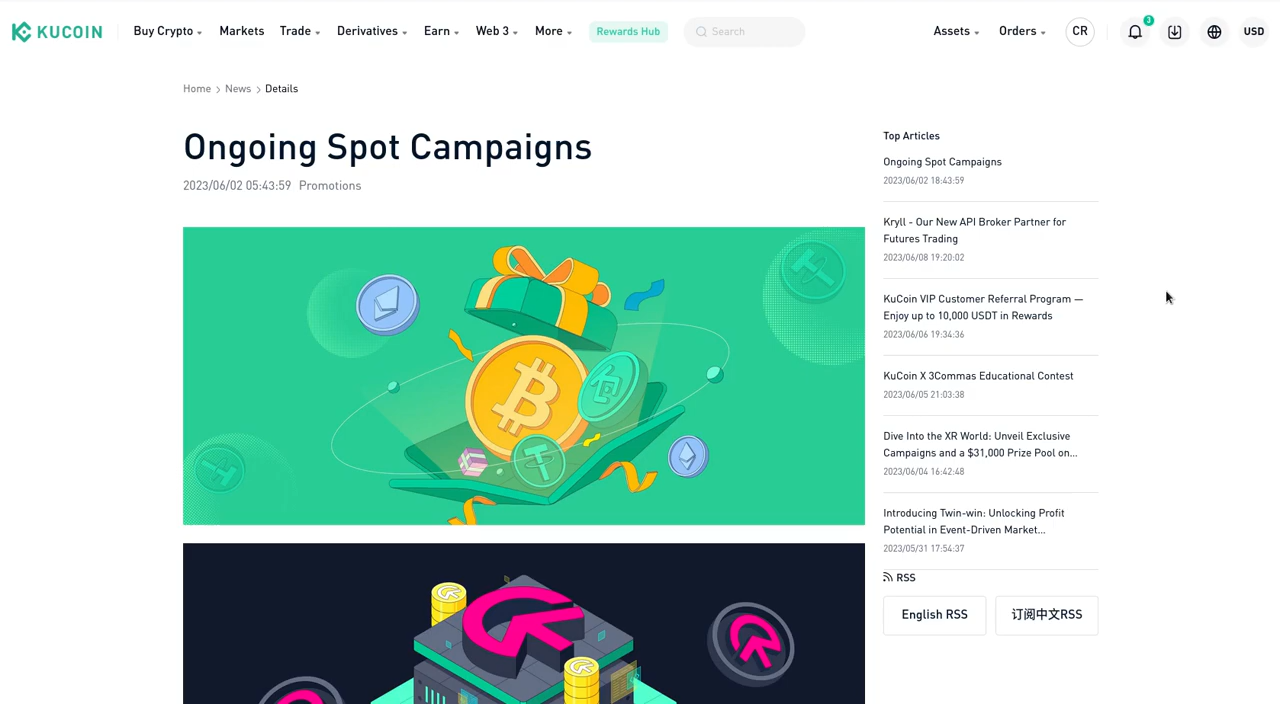 KUCOIN
Buy Crypto Markets Trade Derivatives Earn Web 3 More Rewards Hub Search Assets Orders CR 3 USD
Home > News > Details
Ongoing Spot Campaigns
2023/06/02 05:43:59 Promotions
Top Articles
Ongoing Spot Campaigns
2023/06/02 18:43:59
Kryll - Our New API Broker Partner for
Futures Trading
2023/06/08 19:20:02
KuCoin VIP Customer Referral Program —
Enjoy up to 10,000 USDT in Rewards
2023/06/06 19:34:36
KuCoin X 3Commas Educational Contest
2023/06/05 21:03:38
Dive Into the XR World: Unveil Exclusive
Campaigns and a $31,000 Prize Pool on...
2023/06/04 16:42:48
Introducing Twin-win: Unlocking Profit
Potential in Event-Driven Market...
2023/05/31 17:54:37
RSS
English RSS
订阅中文RSS